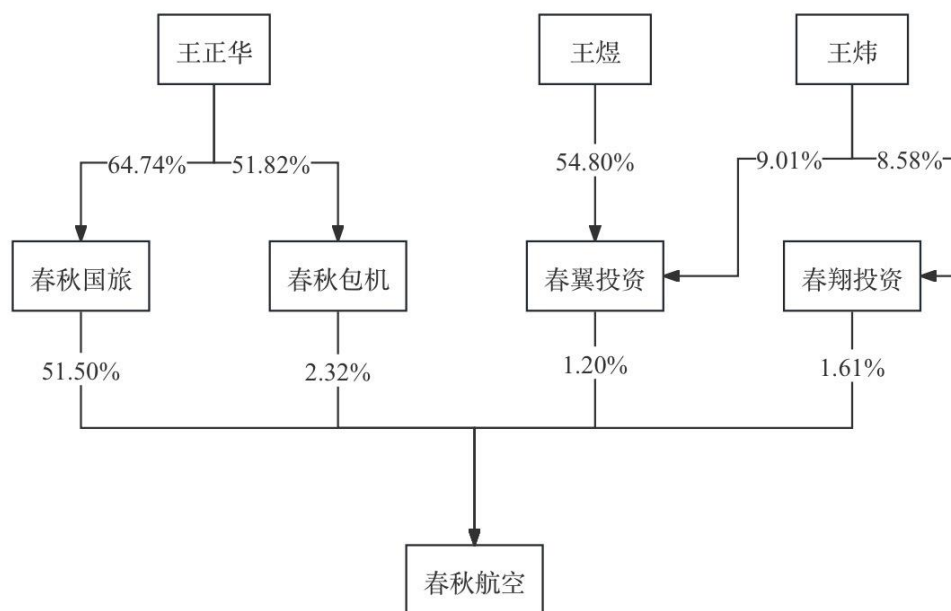 王正华
王煜
王炜
64.74%
51.82%
54.80%
9.01%
8.58%
春秋国旅
春秋包机
春翼投资
春翔投资
51.50%
2.32%
1.20%
1.61%
春秋航空